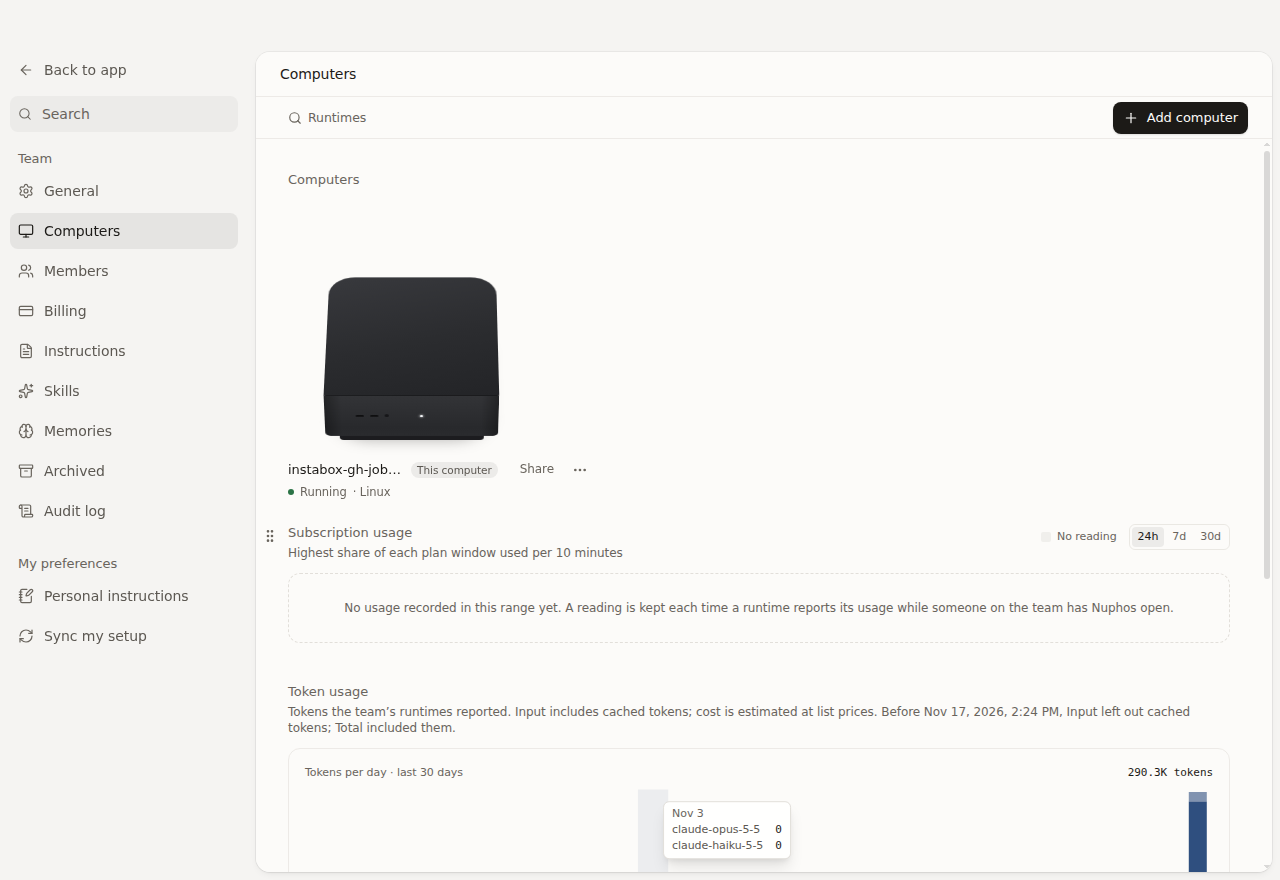 Back to app
Search
Team
General
Computers
Members
Billing
Instructions
Skills
Memories
Archived
Audit log
My preferences
Personal instructions
Sync my setup
Computers
Runtimes
Add computer
Computers
instabox-gh-job…
This computer
Share
Running · Linux
Subscription usage
Highest share of each plan window used per 10 minutes
No reading
24h
7d
30d
No usage recorded in this range yet. A reading is kept each time a runtime reports its usage while someone on the team has Nuphos open.
Token usage
Tokens the team’s runtimes reported. Input includes cached tokens; cost is estimated at list prices. Before Nov 17, 2026, 2:24 PM, Input left out cached
tokens; Total included them.
Tokens per day · last 30 days
290.3K tokens
Nov 3
claude-opus-5-5 0
claude-haiku-5-5 0